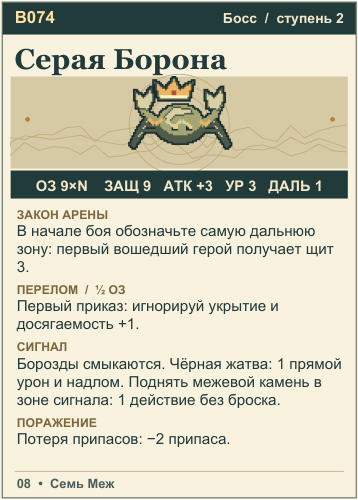 B074
Босс / ступень 2
Серая Борона
ОЗ 9×N ЗАЩ 9 АТК +3 УР 3 ДАЛЬ 1
ЗАКОН АРЕНЫ
В начале боя обозначьте самую дальнюю
зону: первый вошедший герой получает щит
3.
ПЕРЕЛОМ / ½ ОЗ
Первый приказ: игнорируй укрытие и
досягаемость +1.
СИГНАЛ
Борозды смыкаются. Чёрная жатва: 1 прямой
урон и надлом. Поднять межевой камень в
зоне сигнала: 1 действие без броска.
ПОРАЖЕНИЕ
Потеря припасов: −2 припаса.
08 • Семь Меж